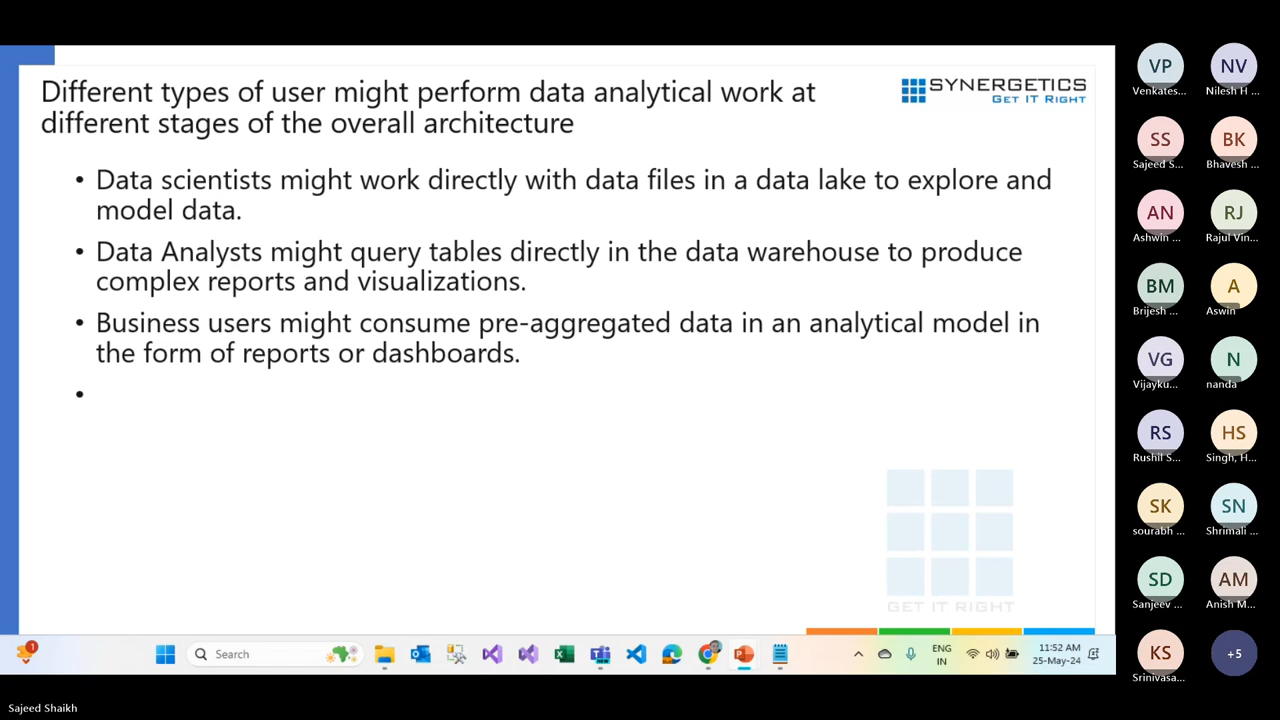 Different types of user might perform data analytical work at
different stages of the overall architecture
SYNERGETICS
GET IT RIGHT
• Data scientists might work directly with data files in a data lake to explore and
model data.
• Data Analysts might query tables directly in the data warehouse to produce
complex reports and visualizations.
• Business users might consume pre-aggregated data in an analytical model in
the form of reports or dashboards.
•
GET IT RIGHT
1
Search
ENG
IN
11:52 AM
25-May-24
VP
Venkates...
NV
Nilesh H ...
SS
Sajeed S...
BK
Bhavesh ...
AN
Ashwin ...
RJ
Rajul Vin...
BM
Brijesh ...
A
Aswin
VG
Vijayku...
N
nanda
RS
Rushil S...
HS
Singh, H...
SK
sourabh ...
SN
Shrimali ...
SD
Sanjeev ...
AM
Anish M...
KS
Srinivasa...
+5
Sajeed Shaikh